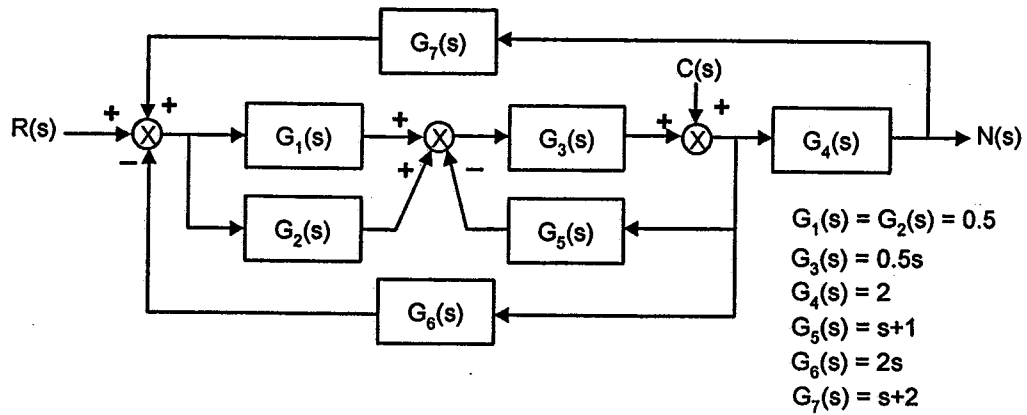 G₇(s)
C(s)
R(s) + + + + + N(s)
G₁(s) G₃(s) G₄(s)
− + −
G₂(s) G₅(s)
G₆(s)
G₁(s) = G₂(s) = 0.5
G₃(s) = 0.5s
G₄(s) = 2
G₅(s) = s+1
G₆(s) = 2s
G₇(s) = s+2